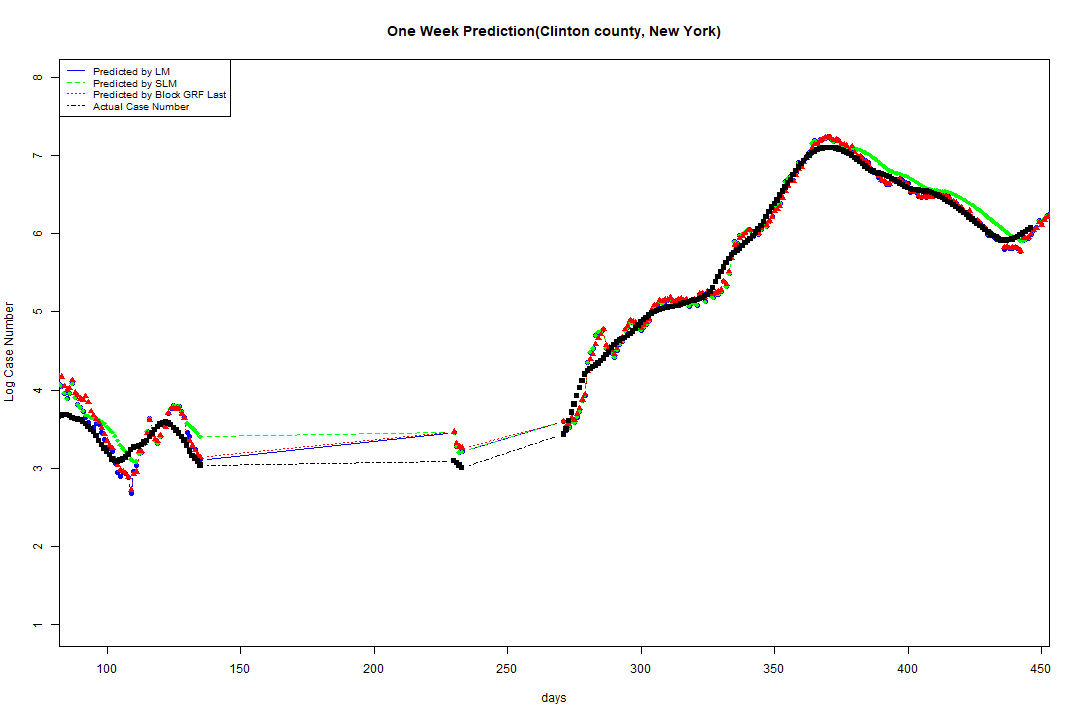 One Week Prediction(Clinton county, New York)
Predicted by LM
Predicted by SLM
Predicted by Block GRF Last
Actual Case Number
8
7
6
5
4
3
2
1
Log Case Number
100 150 200 250 300 350 400 450
days